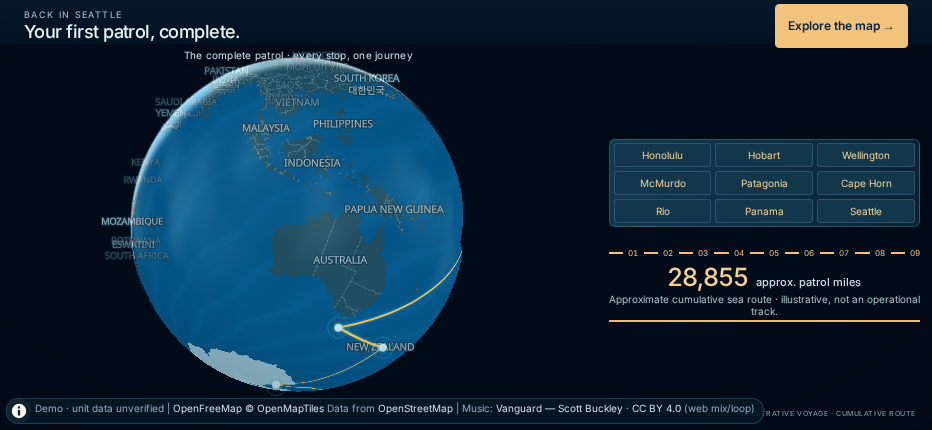 BACK IN SEATTLE
Your first patrol, complete.
Explore the map →
The complete patrol · every stop, one journey
PAKISTAN
SOUTH KOREA
대한민국
LAOS
SAUDI ARABIA
VIETNAM
YEMEN
MALAYSIA
PHILIPPINES
KENYA
INDONESIA
RWANDA
PAPUA NEW GUINEA
MOZAMBIQUE
BOTSWANA
ESWATINI
SOUTH AFRICA
AUSTRALIA
NEW ZEALAND
Honolulu
Hobart
Wellington
McMurdo
Patagonia
Cape Horn
Rio
Panama
Seattle
01 02 03 04 05 06 07 08 09
28,855 approx. patrol miles
Approximate cumulative sea route · illustrative, not an operational
track.
Demo · unit data unverified | OpenFreeMap © OpenMapTiles Data from OpenStreetMap | Music: Vanguard — Scott Buckley · CC BY 4.0 (web mix/loop)
VOYAGE · CUMULATIVE ROUTE